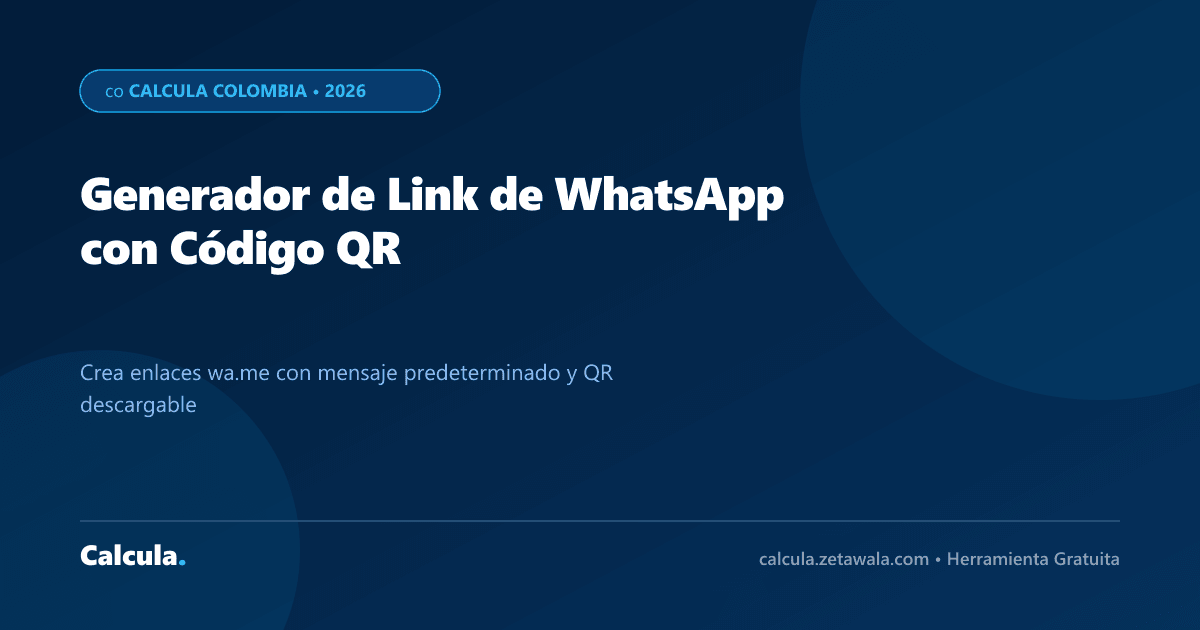 co CALCULA COLOMBIA • 2026
Generador de Link de WhatsApp
con Código QR
Crea enlaces wa.me con mensaje predeterminado y QR
descargable
Calcula.
calcula.zetawala.com • Herramienta Gratuita